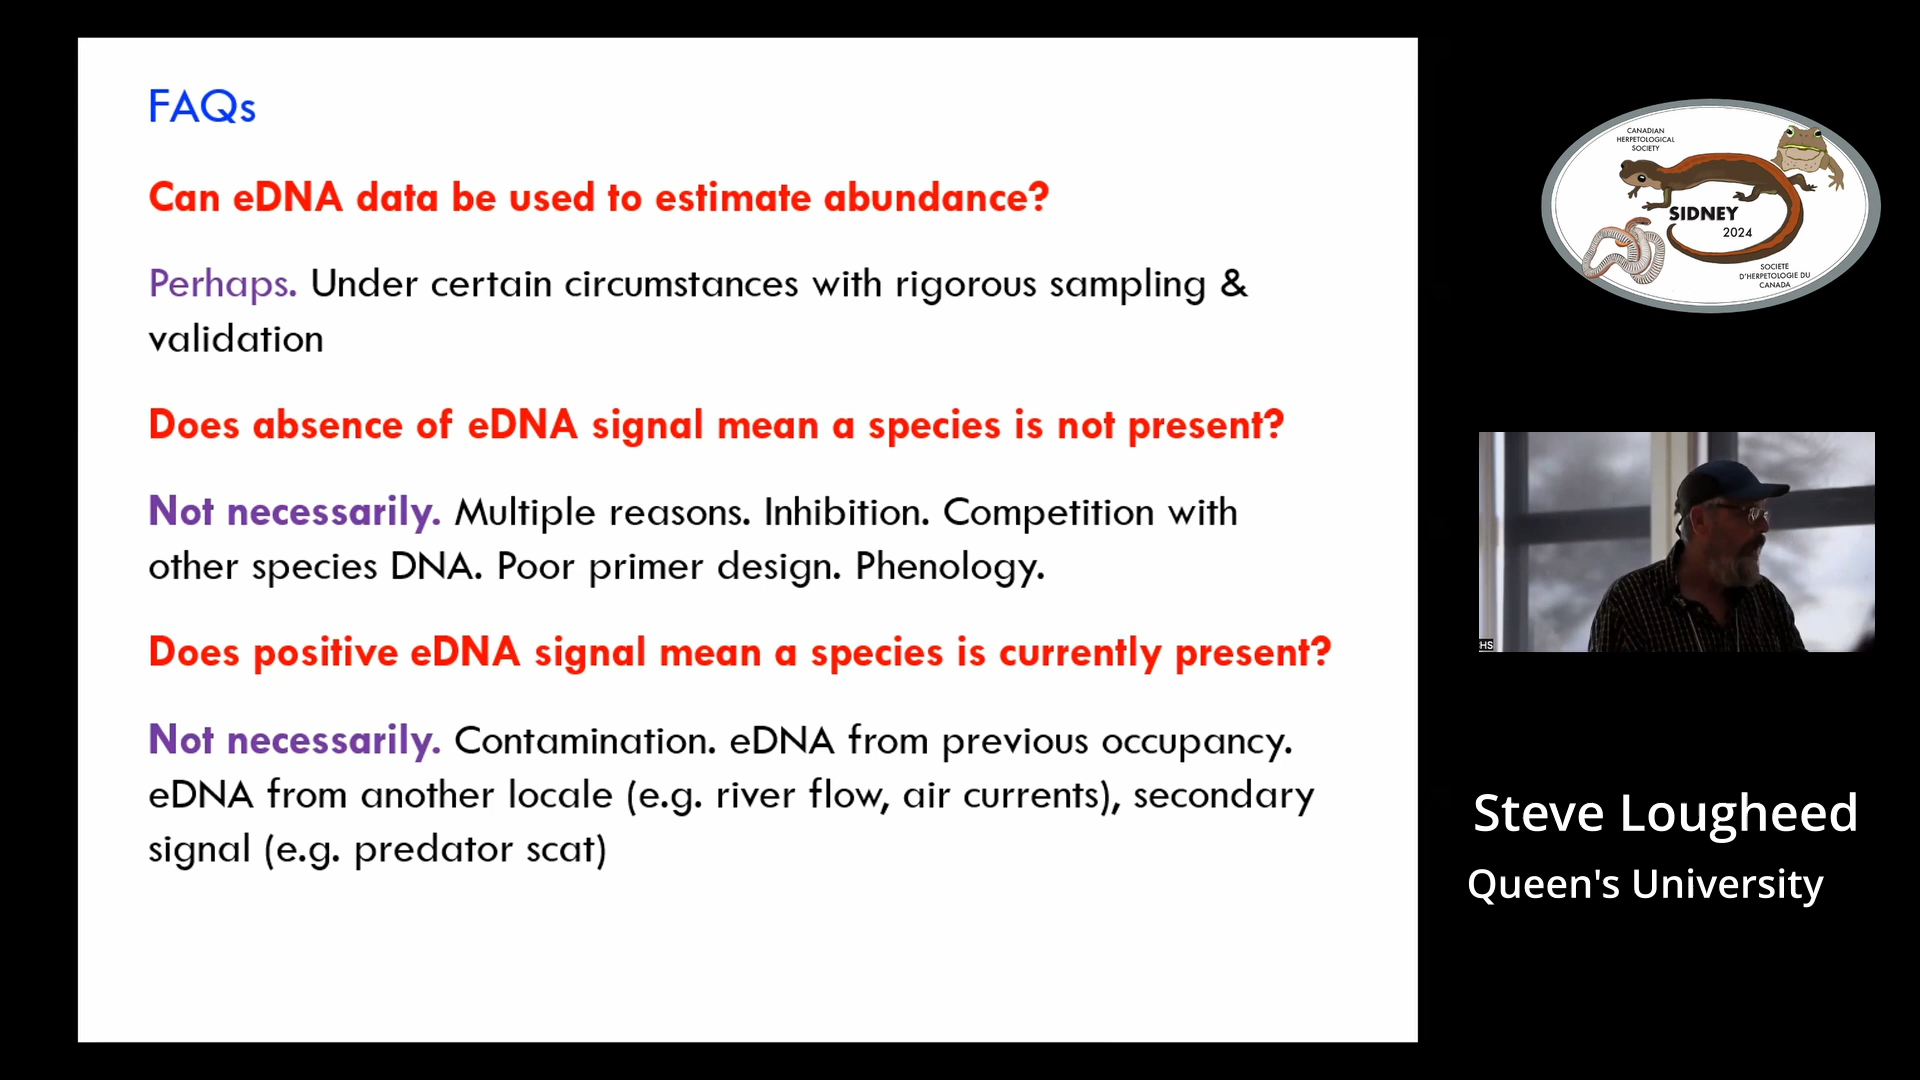 FAQs
Can eDNA data be used to estimate abundance?
Perhaps. Under certain circumstances with rigorous sampling &
validation
Does absence of eDNA signal mean a species is not present?
Not necessarily. Multiple reasons. Inhibition. Competition with
other species DNA. Poor primer design. Phenology.
Does positive eDNA signal mean a species is currently present?
Not necessarily. Contamination. eDNA from previous occupancy.
eDNA from another locale (e.g. river flow, air currents), secondary
signal (e.g. predator scat)
CANADIAN
HERPETOLOGICAL
SOCIETY
SIDNEY
2024
SOCIETE
D'HERPETOLOGIE DU
CANADA
HS
Steve Lougheed
Queen's University